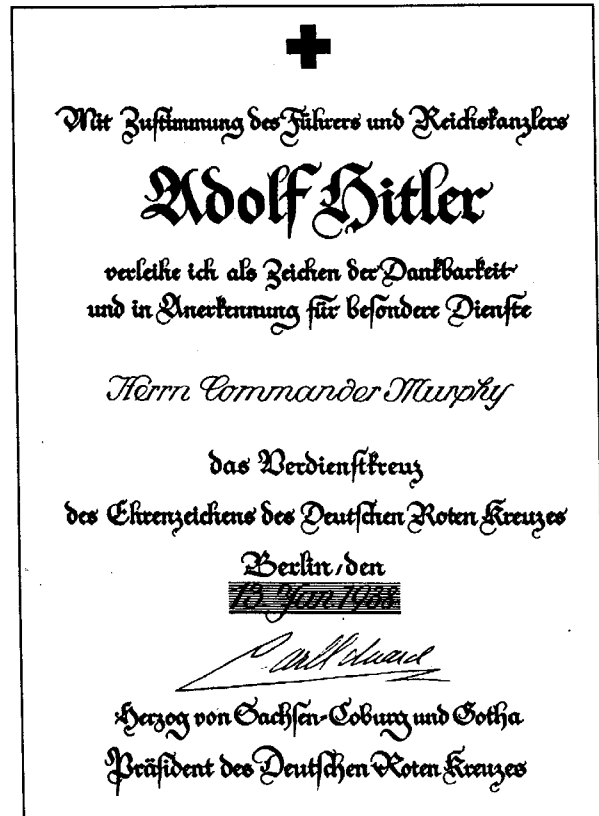 Mit Zustimmung des Führers und Reichskanzlers
Adolf Hitler
verleihe ich als Zeichen der Dankbarkeit
und in Anerkennung für besondere Dienste
Herrn Commander Murphy
das Verdienstkreuz
des Ehrenzeichens des Deutschen Roten Kreuzes
Berlin, den
13. Jan. 1938
Carl Eduard
Herzog von Sachsen-Coburg und Gotha
Präsident des Deutschen Roten Kreuzes